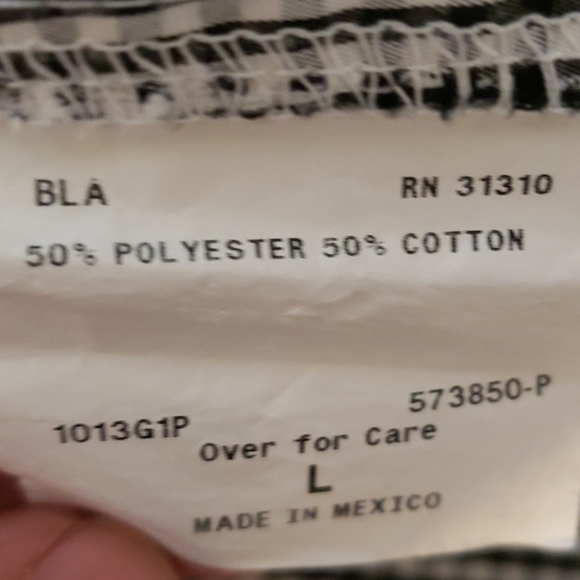 BLA RN 31310
50% POLYESTER 50% COTTON
573850-P
1013G1P
Over for Care
L
MADE IN MEXICO